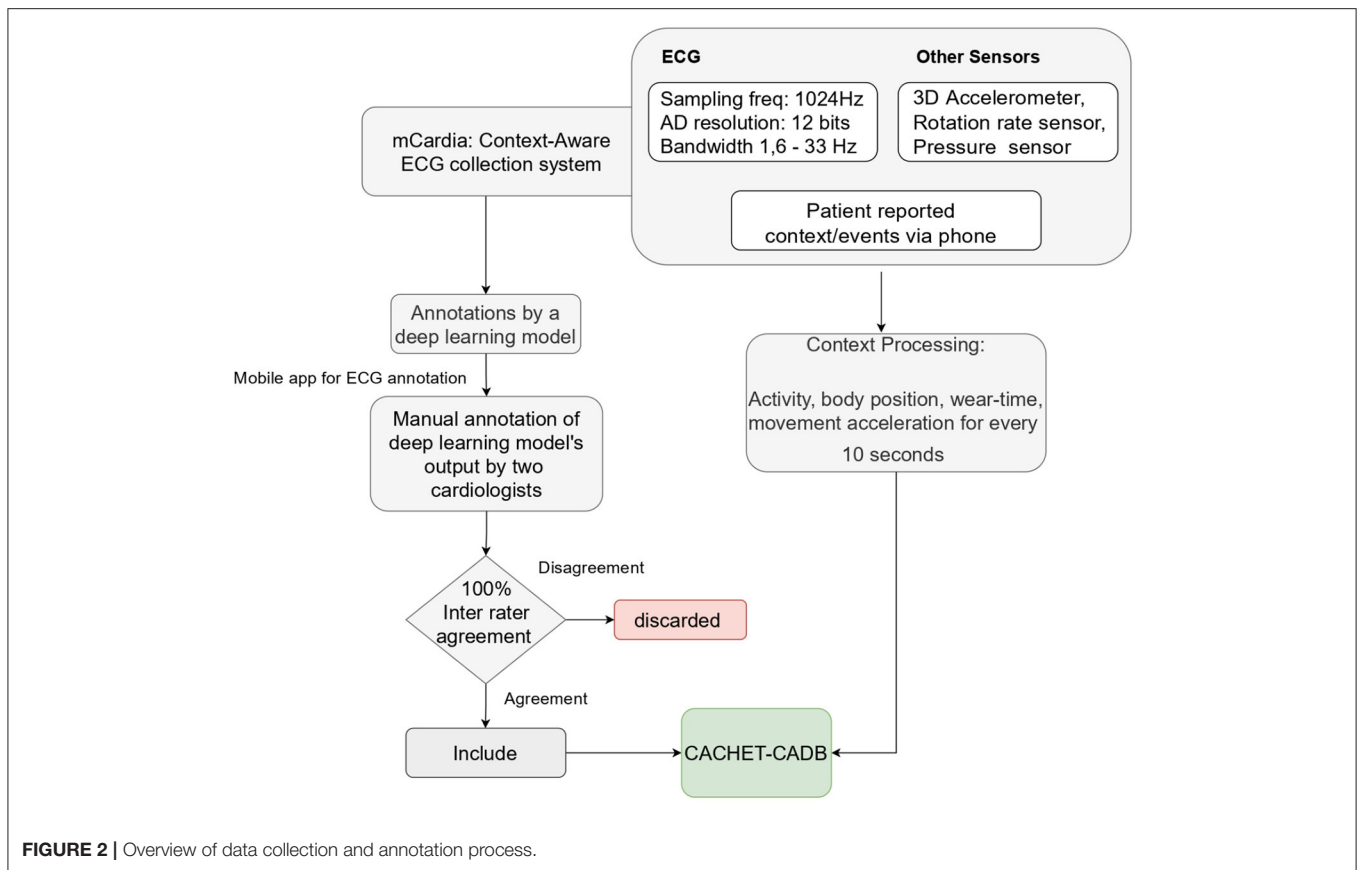 ECG
Sampling freq: 1024Hz
AD resolution: 12 bits
Bandwidth 1,6 - 33 Hz
Other Sensors
3D Accelerometer,
Rotation rate sensor,
Pressure sensor
Patient reported
context/events via phone
mCardia: Context-Aware
ECG collection system
Annotations by a
deep learning model
Mobile app for ECG annotation
Manual annotation of
deep learning model's
output by two
cardiologists
Context Processing:
Activity, body position, wear-time,
movement acceleration for every
10 seconds
100%
Inter rater
agreement
Disagreement
discarded
Agreement
Include
CACHET-CADB
FIGURE 2 | Overview of data collection and annotation process.